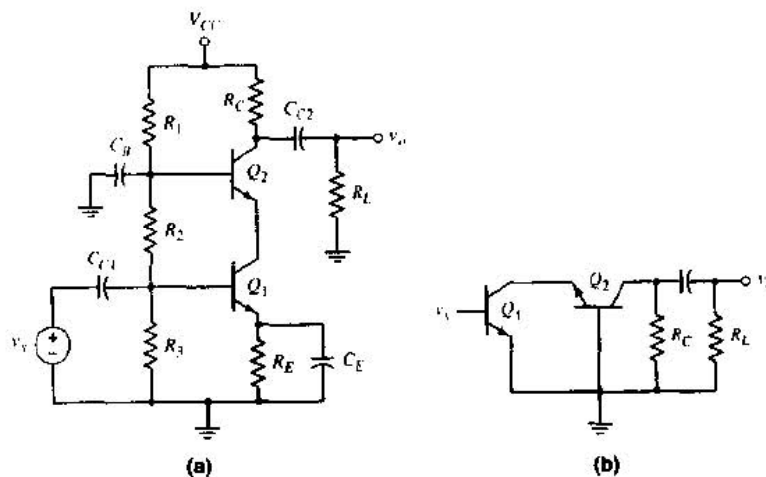 V_CC
R_C
C_C2
v_o
R_1
C_B
Q_2
R_L
R_2
C_C1
Q_1
v_s
R_3
R_E
C_E
(a)
Q_2
v_s
Q_1
R_C
R_L
(b)